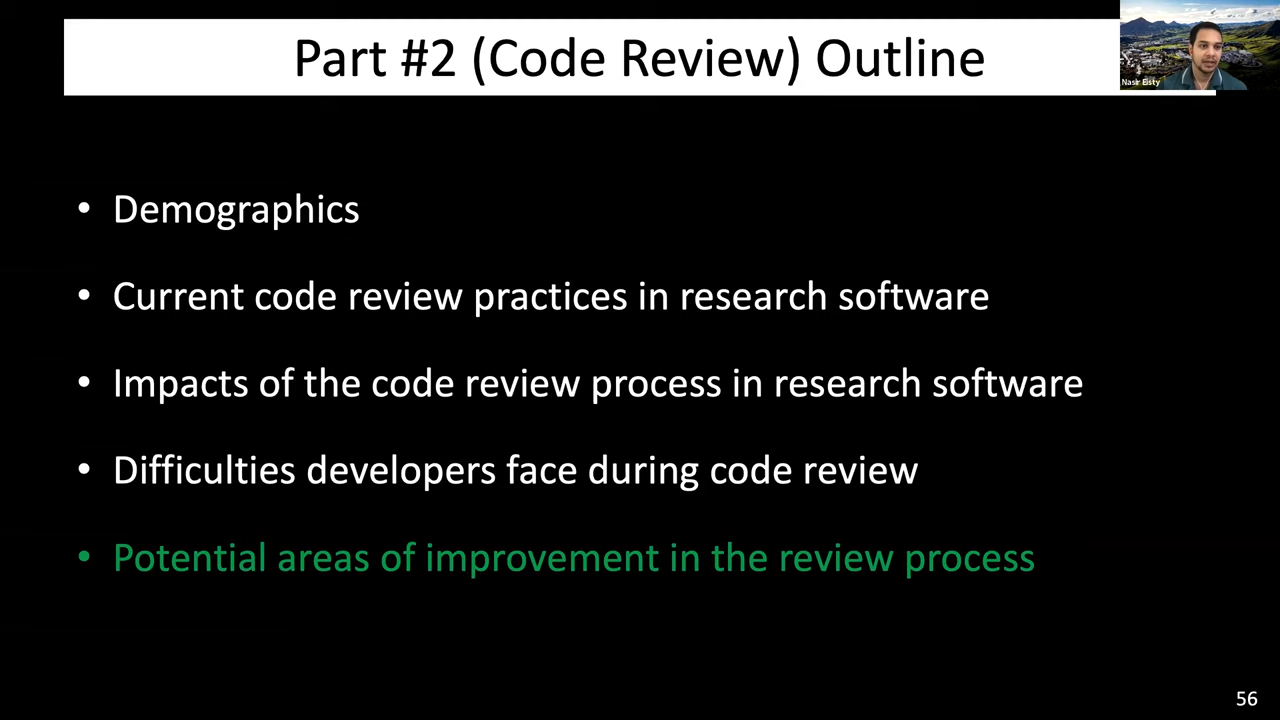 Part #2 (Code Review) Outline
Nasir Eisty
• Demographics
• Current code review practices in research software
• Impacts of the code review process in research software
• Difficulties developers face during code review
• Potential areas of improvement in the review process
56